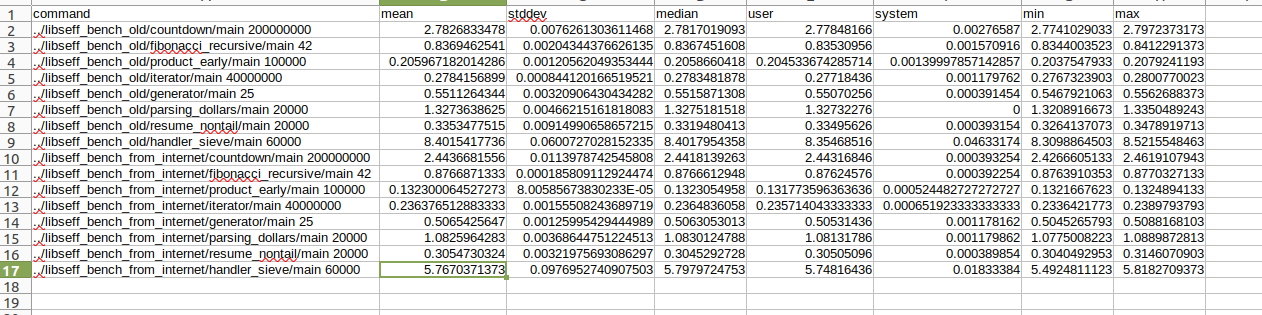 command mean stddev median user system min max
1
2 ../libseff_bench_old/countdown/main 200000000 2.7826833478 0.0076261303611468 2.7817019093 2.77848166 0.00276587 2.7741029033 2.7972373173
3 ../libseff_bench_old/fibonacci_recursive/main 42 0.8369462541 0.00204344376626135 0.8367451608 0.83530956 0.001570916 0.8344003523 0.8412291373
4 ../libseff_bench_old/product_early/main 100000 0.205967182014286 0.00120562049353444 0.2058660418 0.204533674285714 0.00139997857142857 0.2037547933 0.2079241193
5 ../libseff_bench_old/iterator/main 40000000 0.2784156899 0.000844120166519521 0.2783481878 0.27718436 0.001179762 0.2767323903 0.2800770023
6 ../libseff_bench_old/generator/main 25 0.5511264344 0.00320906430434282 0.5515871308 0.55070256 0.000391454 0.5467921063 0.5562688373
7 ../libseff_bench_old/parsing_dollars/main 20000 1.3273638625 0.00466215161818083 1.3275181518 1.32732276 0 1.3208916673 1.3350489243
8 ../libseff_bench_old/resume_nontail/main 20000 0.3353477515 0.00914990658657215 0.3319480413 0.33495626 0.000393154 0.3264137073 0.3478919713
9 ../libseff_bench_old/handler_sieve/main 60000 8.4015417736 0.0600727028152335 8.4017954358 8.35468516 0.04633174 8.3098864503 8.5215548463
10 ../libseff_bench_from_internet/countdown/main 200000000 2.4436681556 0.0113978742545808 2.4418139263 2.44316846 0.000393254 2.4266605133 2.4619107943
11 ../libseff_bench_from_internet/fibonacci_recursive/main 42 0.8766871333 0.000185809112924474 0.8766612948 0.87624576 0.000392254 0.8763910353 0.8770327133
12 ../libseff_bench_from_internet/product_early/main 100000 0.132300064527273 8.00585673830233E-05 0.1323054958 0.131773596363636 0.000524482727272727 0.1321667623 0.1324894133
13 ../libseff_bench_from_internet/iterator/main 40000000 0.236376512883333 0.00155508243689719 0.2364836058 0.235714043333333 0.000651923333333333 0.2336421773 0.2389793793
14 ../libseff_bench_from_internet/generator/main 25 0.5065425647 0.00125995429444989 0.5063053013 0.50531436 0.001178162 0.5045265793 0.5088168103
15 ../libseff_bench_from_internet/parsing_dollars/main 20000 1.0825964283 0.00368644751224513 1.0830124788 1.08131786 0.001179862 1.0775008223 1.0889872813
16 ../libseff_bench_from_internet/resume_nontail/main 20000 0.3054730324 0.00321975693086297 0.3045292728 0.30505096 0.000389854 0.3040492953 0.3146070903
17 ../libseff_bench_from_internet/handler_sieve/main 60000 5.7670371373 0.0976952740907503 5.7979724753 5.74816436 0.01833384 5.4924811123 5.8182709373
18
19